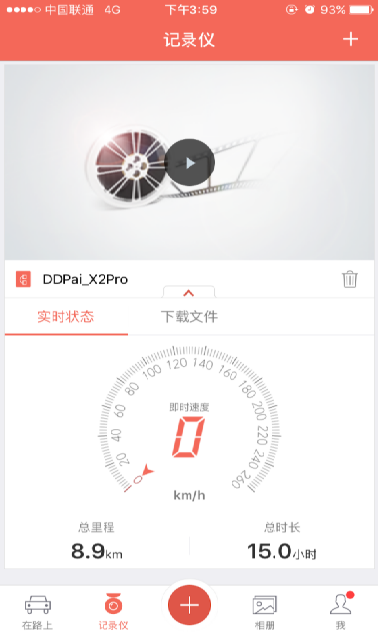 中国联通 4G 下午3:59 93%
记录仪
DDPai_X2Pro
实时状态 下载文件
0 20 40 60 80 100 120 140 160 180 200 220 240 260
即时速度
0
km/h
总里程 总时长
8.9km 15.0小时
在路上 记录仪 相册 我